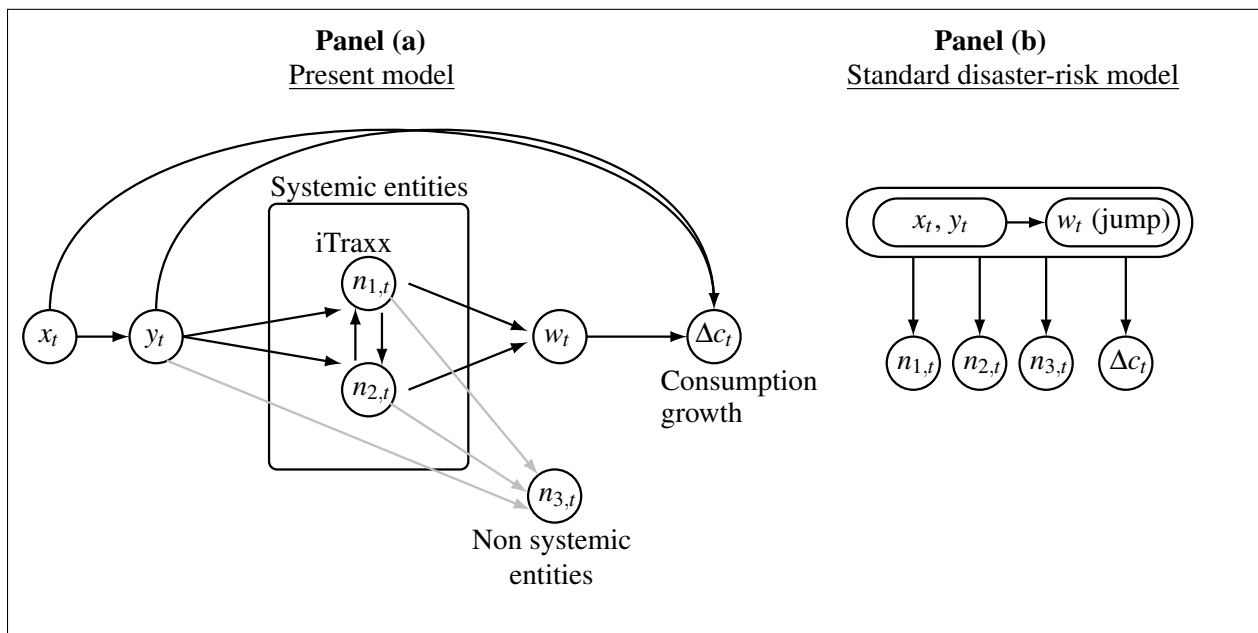 Panel (a)
Present model
Systemic entities
iTraxx
n1,t
xt
yt
n2,t
wt
Δct
Consumption
growth
n3,t
Non systemic
entities
Panel (b)
Standard disaster-risk model
xt, yt
wt (jump)
n1,t
n2,t
n3,t
Δct